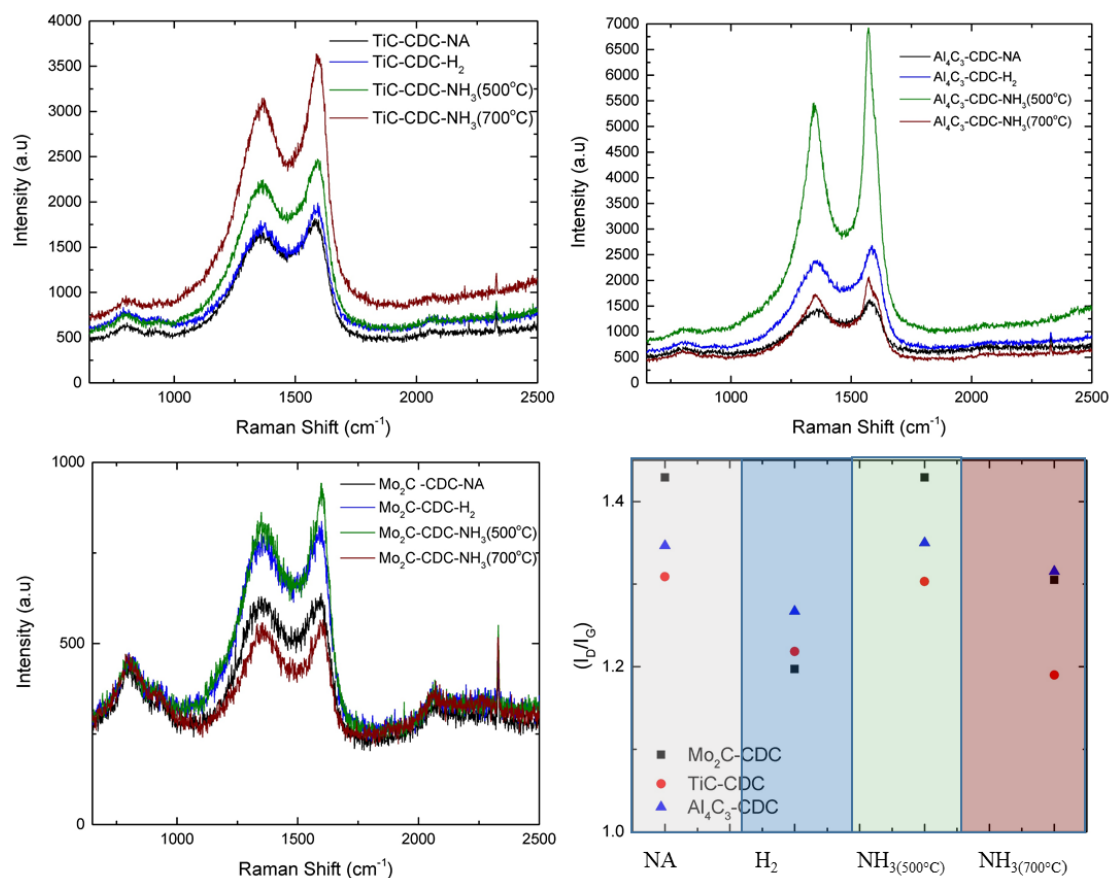 4000
3500
3000
2500
2000
1500
1000
500
0
Intensity (a.u)
TiC-CDC-NA
TiC-CDC-H₂
TiC-CDC-NH₃(500°C)
TiC-CDC-NH₃(700°C)
1000 1500 2000 2500
Raman Shift (cm⁻¹)
7000
6500
6000
5500
5000
4500
4000
3500
3000
2500
2000
1500
1000
500
0
Intensity (a.u)
Al₄C₃-CDC-NA
Al₄C₃-CDC-H₂
Al₄C₃-CDC-NH₃(500°C)
Al₄C₃-CDC-NH₃(700°C)
1000 1500 2000 2500
Raman Shift (cm⁻¹)
1000
500
0
Intensity (a.u)
Mo₂C -CDC-NA
Mo₂C-CDC-H₂
Mo₂C-CDC-NH₃(500°C)
Mo₂C-CDC-NH₃(700°C)
1000 1500 2000 2500
Raman Shift (cm⁻¹)
1.4
1.2
1.0
(I_D/I_G)
Mo₂C-CDC
TiC-CDC
Al₄C₃-CDC
NA H₂ NH₃(500°C) NH₃(700°C)